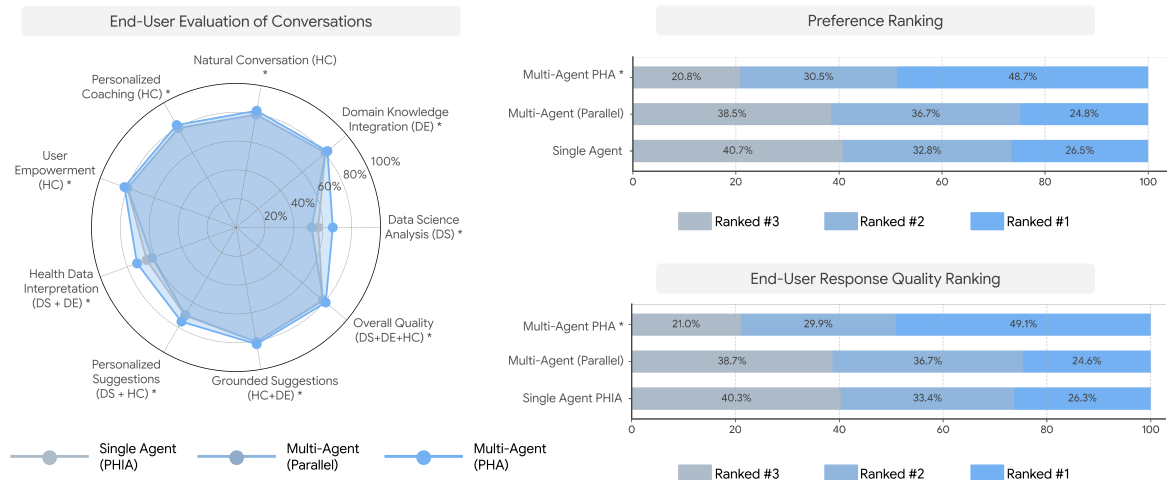 End-User Evaluation of Conversations
Natural Conversation (HC)
*
Personalized
Coaching (HC) *
Domain Knowledge
Integration (DE) *
User
Empowerment
(HC) *
100%
80%
60%
40%
20%
Data Science
Analysis (DS) *
Health Data
Interpretation
(DS + DE) *
Overall Quality
(DS+DE+HC) *
Personalized
Suggestions
(DS + HC) *
Grounded Suggestions
(HC+DE) *
Single Agent
(PHIA)
Multi-Agent
(Parallel)
Multi-Agent
(PHA)
Preference Ranking
Multi-Agent PHA * 20.8% 30.5% 48.7%
Multi-Agent (Parallel) 38.5% 36.7% 24.8%
Single Agent 40.7% 32.8% 26.5%
0 20 40 60 80 100
Ranked #3 Ranked #2 Ranked #1
End-User Response Quality Ranking
Multi-Agent PHA * 21.0% 29.9% 49.1%
Multi-Agent (Parallel) 38.7% 36.7% 24.6%
Single Agent PHIA 40.3% 33.4% 26.3%
0 20 40 60 80 100
Ranked #3 Ranked #2 Ranked #1